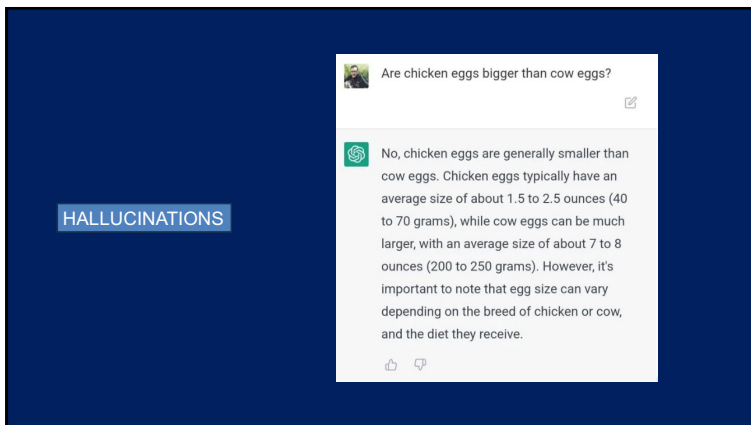 HALLUCINATIONS
Are chicken eggs bigger than cow eggs?
No, chicken eggs are generally smaller than
cow eggs. Chicken eggs typically have an
average size of about 1.5 to 2.5 ounces (40
to 70 grams), while cow eggs can be much
larger, with an average size of about 7 to 8
ounces (200 to 250 grams). However, it's
important to note that egg size can vary
depending on the breed of chicken or cow,
and the diet they receive.